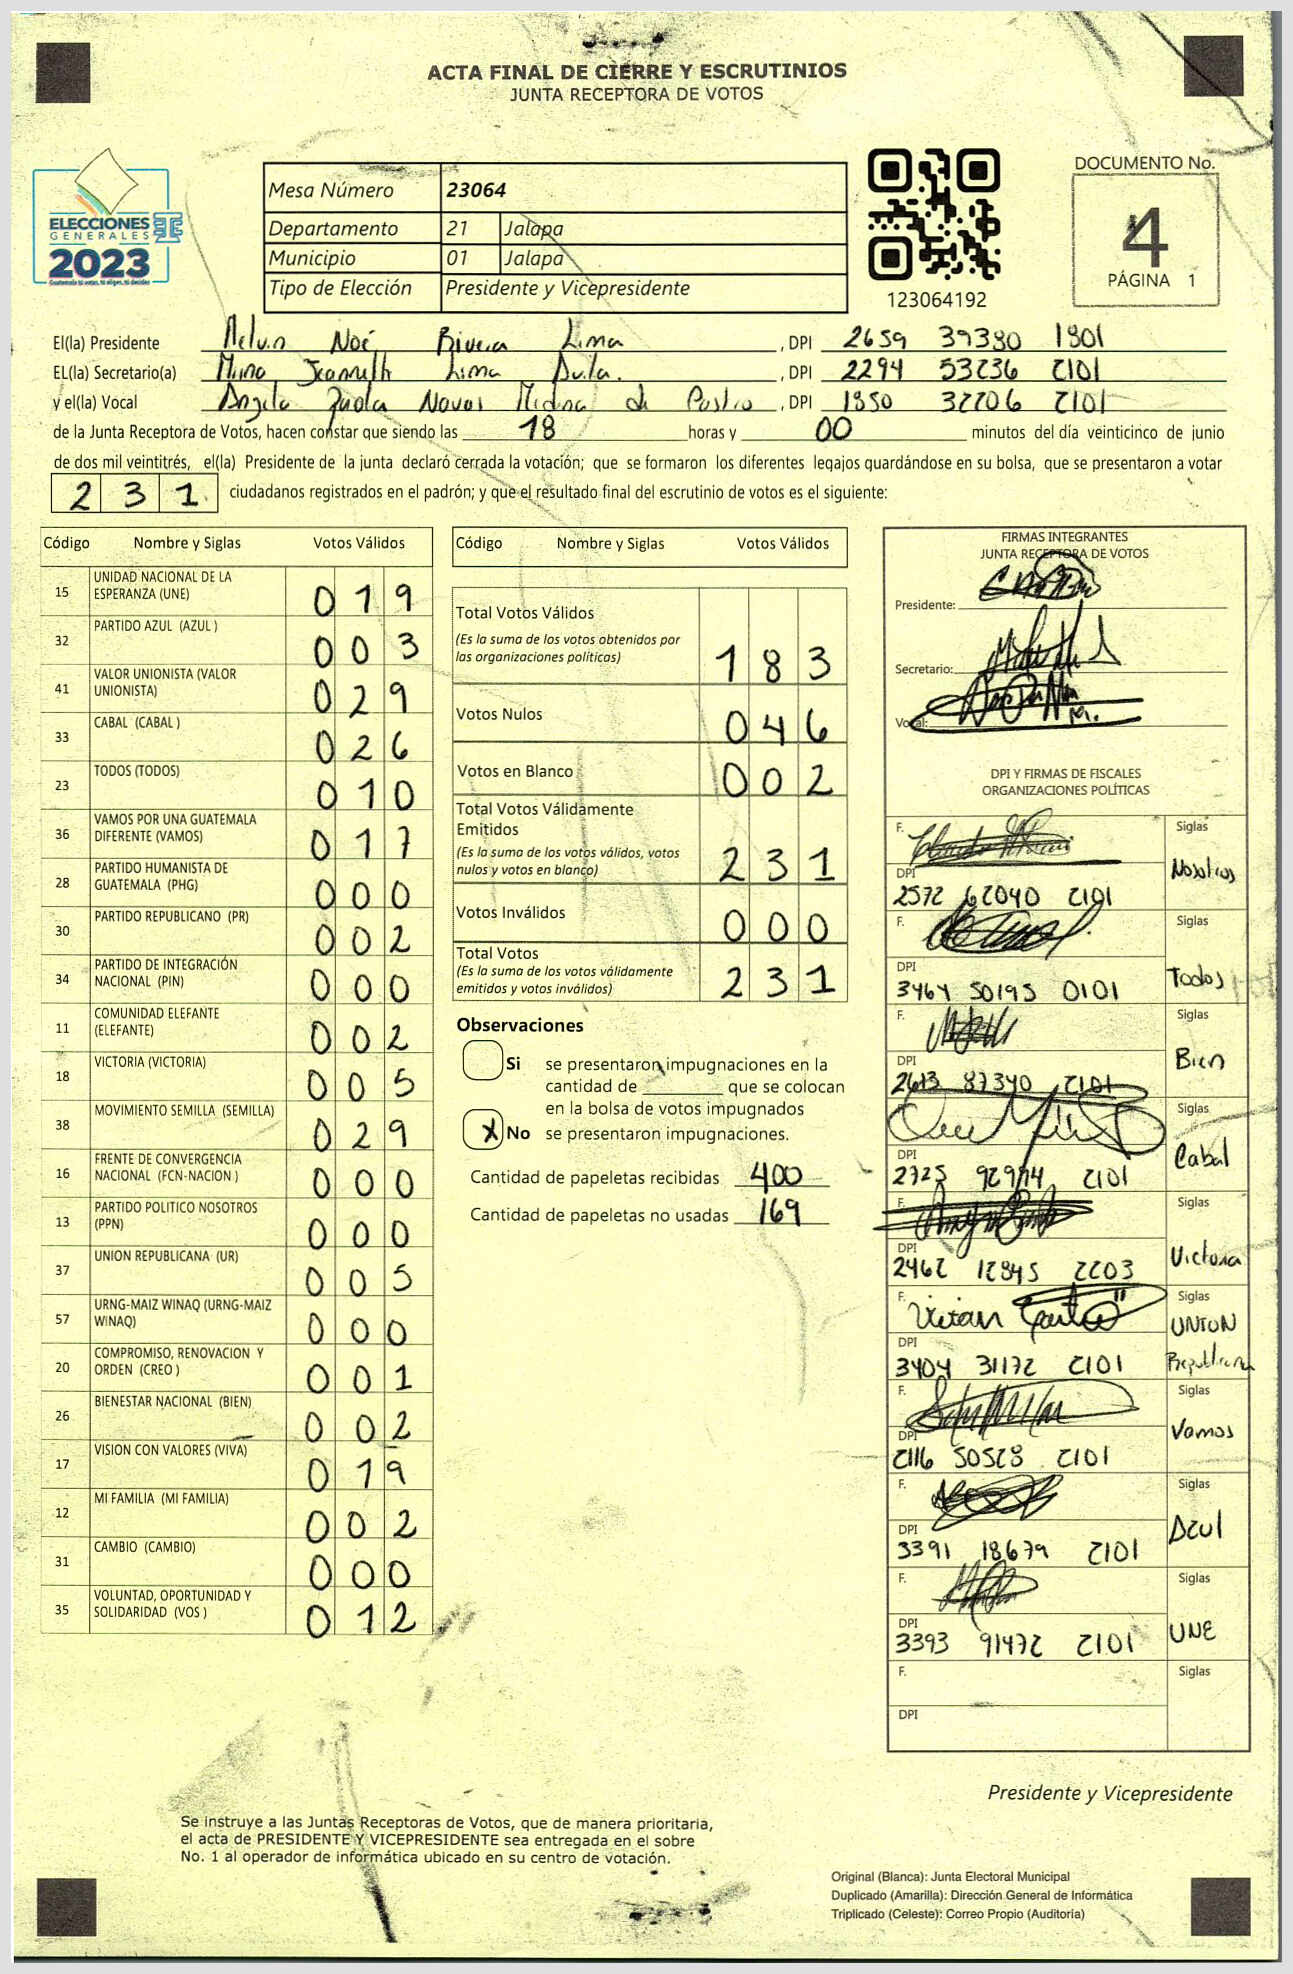 ACTA FINAL DE CIERRE Y ESCRUTINIOS
JUNTA RECEPTORA DE VOTOS
ELECCIONES
GENERALES
2023
Mesa Número 23064
Departamento 21 Jalapa
Municipio 01 Jalapa
Tipo de Elección Presidente y Vicepresidente
123064192
DOCUMENTO No.
4
PÁGINA 1
El(la) Presidente Melvin Noé Rivera Lima, DPI 2659 39380 1801
EL(la) Secretario(a) Mirna Jeanneth Lima Avila., DPI 2294 53236 2101
y el(la) Vocal Angela Paola Navas Medina de Castro, DPI 1850 32206 2101
de la Junta Receptora de Votos, hacen constar que siendo las 18 horas y 00 minutos del día veinticinco de junio
de dos mil veintitrés, el(la) Presidente de la junta declaró cerrada la votación; que se formaron los diferentes legajos guardándose en su bolsa, que se presentaron a votar
231 ciudadanos registrados en el padrón; y que el resultado final del escrutinio de votos es el siguiente:
Código Nombre y Siglas Votos Válidos
15 UNIDAD NACIONAL DE LA ESPERANZA (UNE) 019
32 PARTIDO AZUL (AZUL ) 003
41 VALOR UNIONISTA (VALOR UNIONISTA) 029
33 CABAL (CABAL ) 026
23 TODOS (TODOS) 010
36 VAMOS POR UNA GUATEMALA DIFERENTE (VAMOS) 017
28 PARTIDO HUMANISTA DE GUATEMALA (PHG) 000
30 PARTIDO REPUBLICANO (PR) 002
34 PARTIDO DE INTEGRACIÓN NACIONAL (PIN) 000
11 COMUNIDAD ELEFANTE (ELEFANTE) 002
18 VICTORIA (VICTORIA) 005
38 MOVIMIENTO SEMILLA (SEMILLA) 029
16 FRENTE DE CONVERGENCIA NACIONAL (FCN-NACION ) 000
13 PARTIDO POLITICO NOSOTROS (PPN) 000
37 UNION REPUBLICANA (UR) 005
57 URNG-MAIZ WINAQ (URNG-MAIZ WINAQ) 000
20 COMPROMISO, RENOVACION Y ORDEN (CREO ) 001
26 BIENESTAR NACIONAL (BIEN) 002
17 VISION CON VALORES (VIVA) 019
12 MI FAMILIA (MI FAMILIA) 002
31 CAMBIO (CAMBIO) 000
35 VOLUNTAD, OPORTUNIDAD Y SOLIDARIDAD (VOS ) 012
Código Nombre y Siglas Votos Válidos
Total Votos Válidos
(Es la suma de los votos obtenidos por
las organizaciones políticas) 183
Votos Nulos 046
Votos en Blanco 002
Total Votos Válidamente
Emitidos
(Es la suma de los votos válidos, votos
nulos y votos en blanco) 231
Votos Inválidos 000
Total Votos
(Es la suma de los votos válidamente
emitidos y votos inválidos) 231
Observaciones
Si se presentaron impugnaciones en la
cantidad de que se colocan
en la bolsa de votos impugnados
X No se presentaron impugnaciones.
Cantidad de papeletas recibidas 400
Cantidad de papeletas no usadas 169
FIRMAS INTEGRANTES
JUNTA RECEPTORA DE VOTOS
Presidente:
Secretario:
Vocal:
DPI Y FIRMAS DE FISCALES
ORGANIZACIONES POLÍTICAS
F. Siglas
Nosotros
DPI
2572 62040 2101
F. Siglas
Todos
DPI
3464 50195 0101
F. Siglas
Bien
DPI
2613 87340 2101
Siglas
Cabal
DPI
2725 92974 2101
F. Siglas
Victoria
DPI
2462 12845 2203
F. Siglas
UNION
Republicana
DPI
3404 31172 2101
F. Siglas
Vamos
DPI
2116 50528 2101
F. Siglas
Azul
DPI
3391 18679 2101
F. Siglas
UNE
DPI
3393 91472 2101
F. Siglas
DPI
Presidente y Vicepresidente
Se instruye a las Juntas Receptoras de Votos, que de manera prioritaria,
el acta de PRESIDENTE Y VICEPRESIDENTE sea entregada en el sobre
No. 1 al operador de informática ubicado en su centro de votación.
Original (Blanca): Junta Electoral Municipal
Duplicado (Amarilla): Dirección General de Informática
Triplicado (Celeste): Correo Propio (Auditoría)